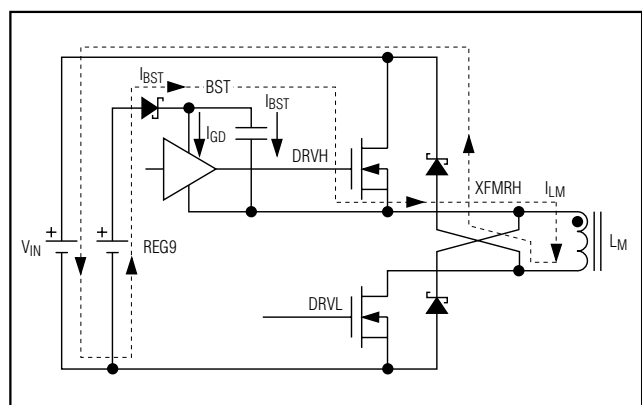 I_BST
BST
I_BST
I_GD
DRVH
XFMRH
I_LM
+
+
V_IN
REG9
L_M
DRVL